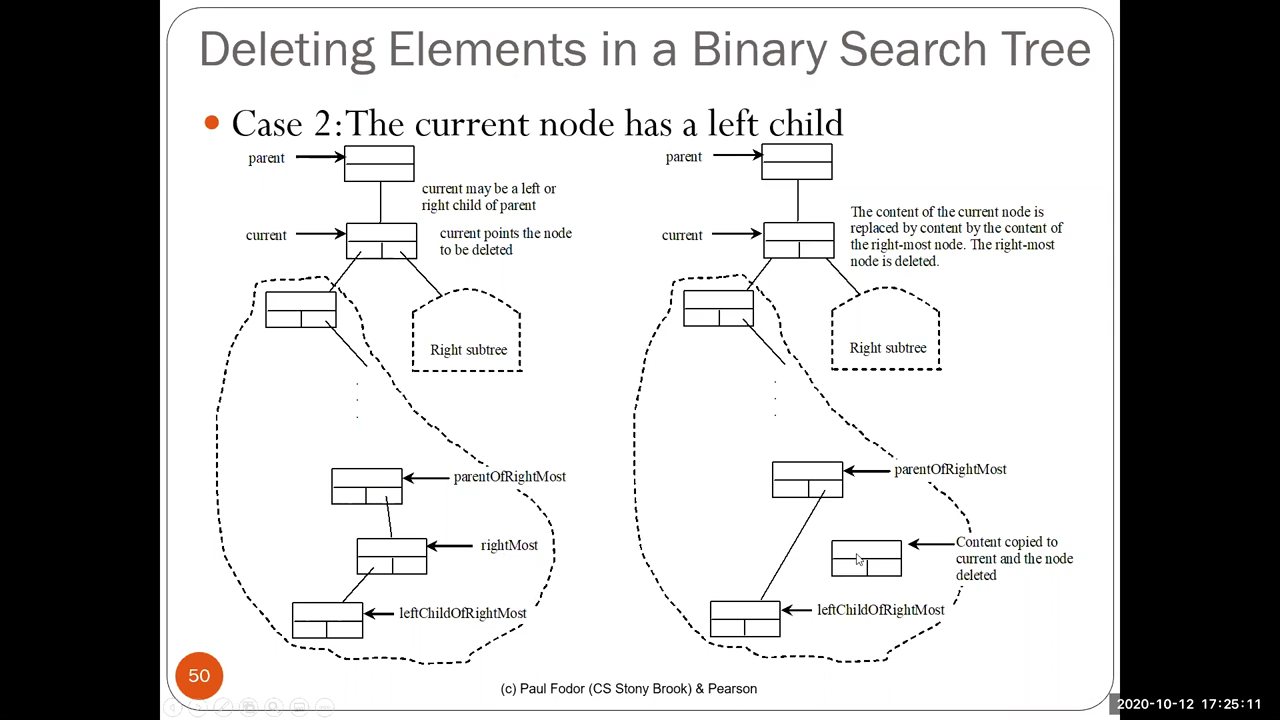 Deleting Elements in a Binary Search Tree
Case 2:The current node has a left child
parent
current may be a left or
right child of parent
current
current points the node
to be deleted
Right subtree
parentOfRightMost
rightMost
leftChildOfRightMost
parent
The content of the current node is
replaced by content by the content of
the right-most node. The right-most
node is deleted.
current
Right subtree
parentOfRightMost
Content copied to
current and the node
deleted
leftChildOfRightMost
50
(c) Paul Fodor (CS Stony Brook) & Pearson
2020-10-12 17:25:11